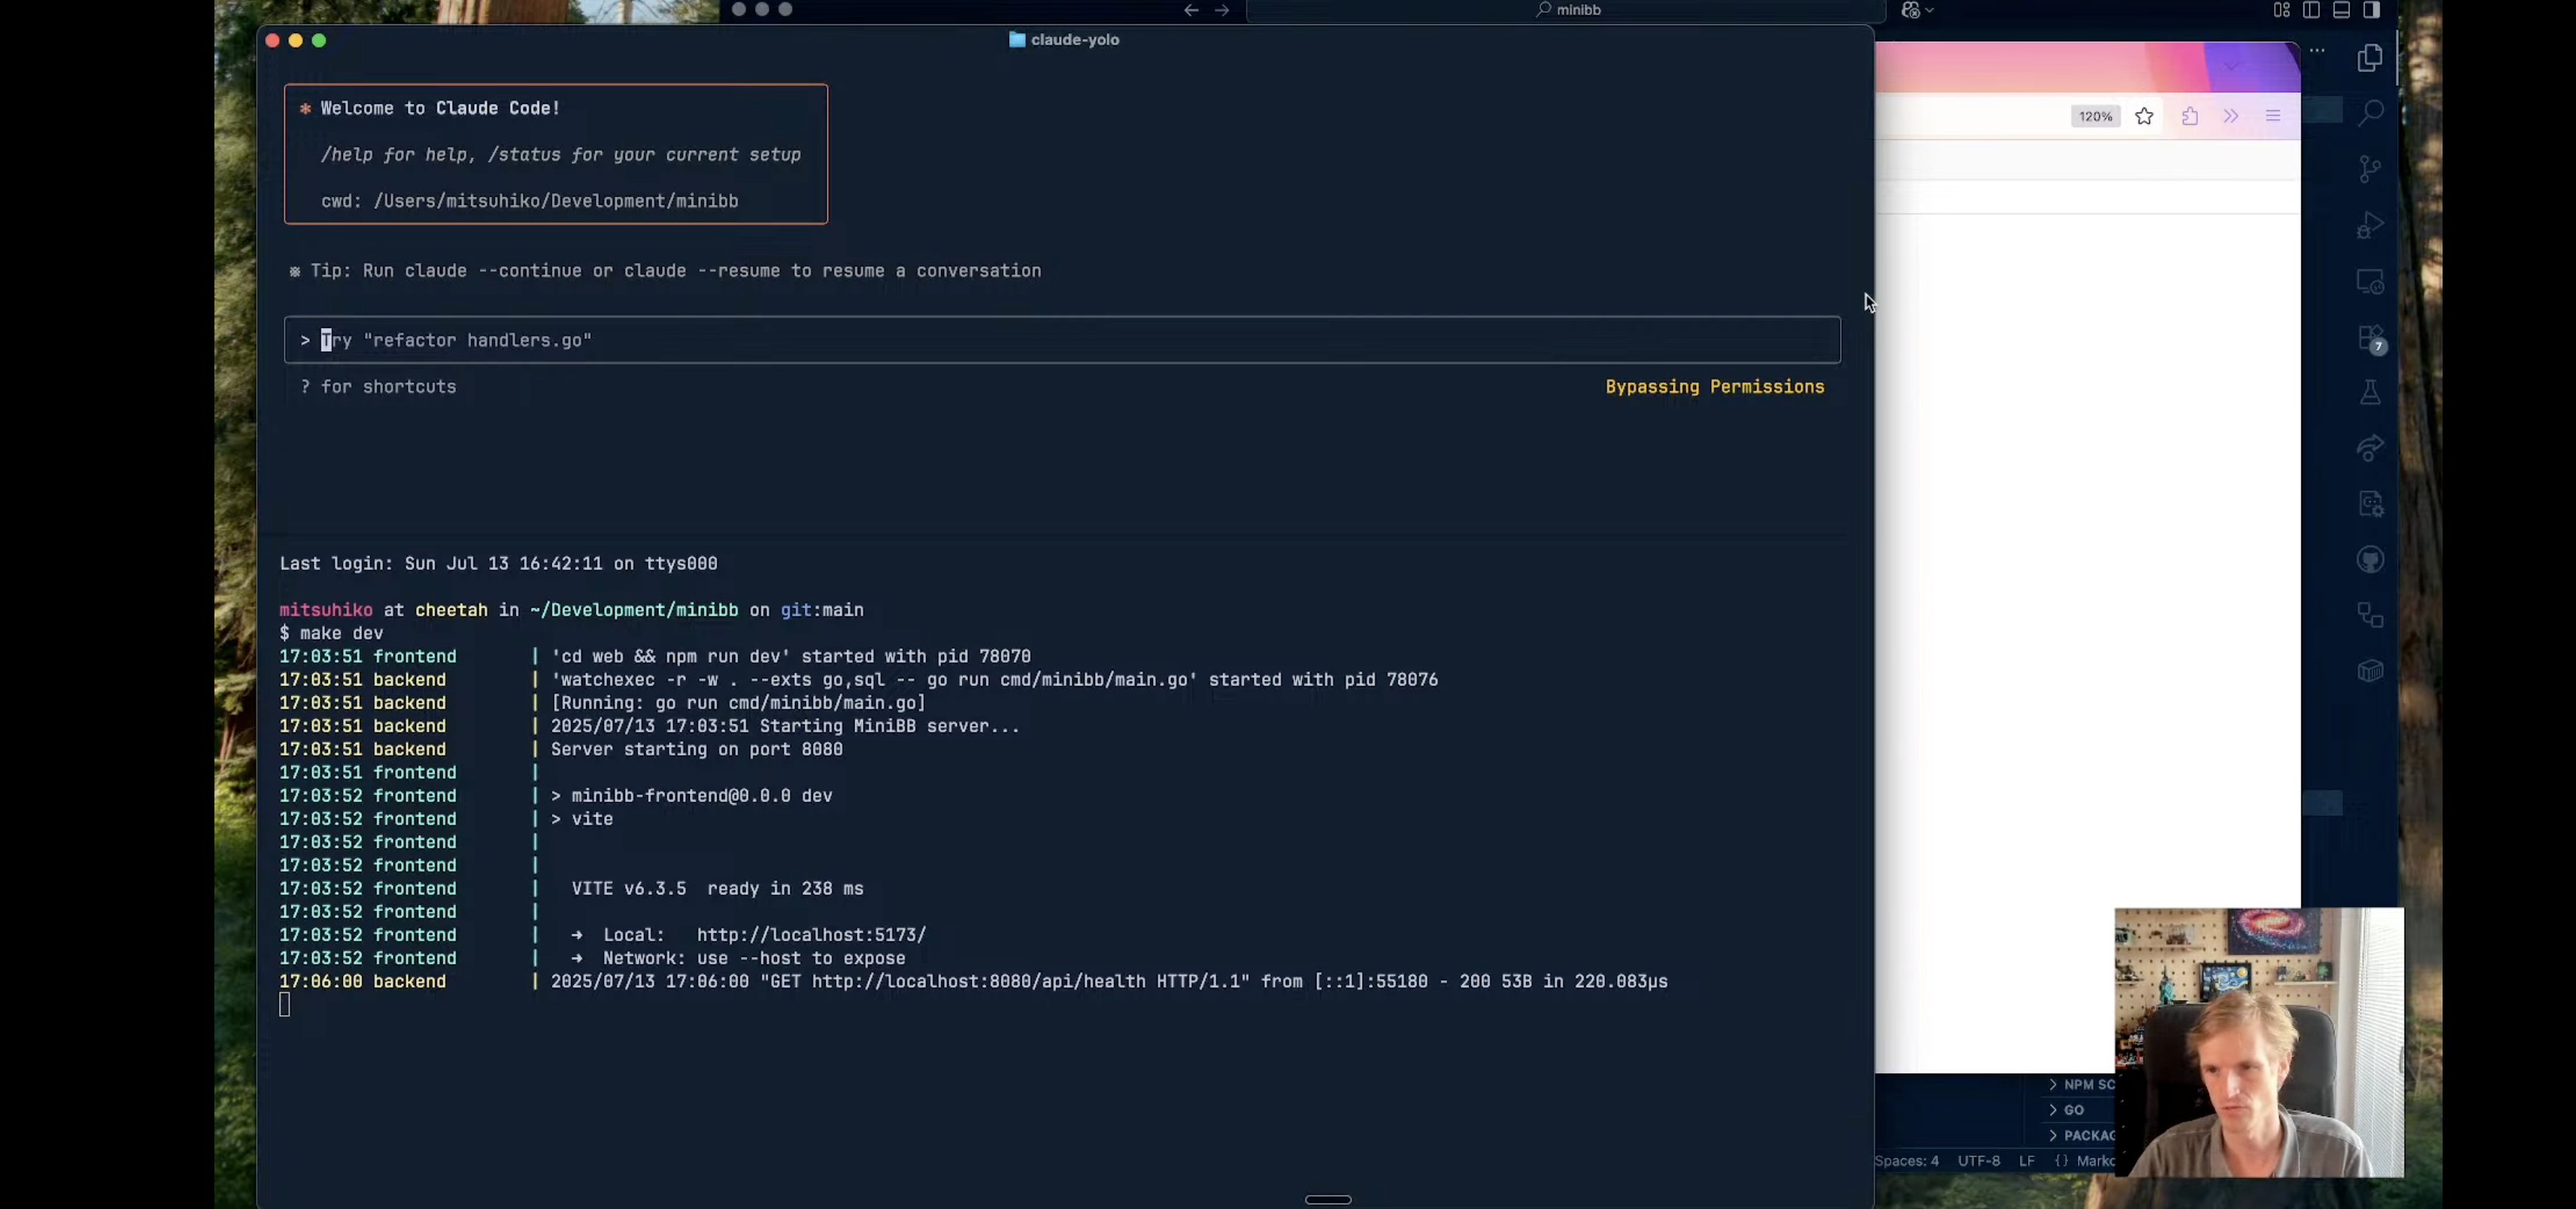 minibb
claude-yolo
* Welcome to Claude Code!
/help for help, /status for your current setup
cwd: /Users/mitsuhiko/Development/minibb
※ Tip: Run claude --continue or claude --resume to resume a conversation
> Try "refactor handlers.go"
? for shortcuts
Bypassing Permissions
120%
7
Last login: Sun Jul 13 16:42:11 on ttys000
mitsuhiko at cheetah in ~/Development/minibb on git:main
$ make dev
17:03:51 frontend | 'cd web && npm run dev' started with pid 78070
17:03:51 backend | 'watchexec -r -w . --exts go,sql -- go run cmd/minibb/main.go' started with pid 78076
17:03:51 backend | [Running: go run cmd/minibb/main.go]
17:03:51 backend | 2025/07/13 17:03:51 Starting MiniBB server...
17:03:51 backend | Server starting on port 8080
17:03:51 frontend |
17:03:52 frontend | > minibb-frontend@0.0.0 dev
17:03:52 frontend | > vite
17:03:52 frontend |
17:03:52 frontend |
17:03:52 frontend | VITE v6.3.5 ready in 238 ms
17:03:52 frontend |
17:03:52 frontend | ➜ Local: http://localhost:5173/
17:03:52 frontend | ➜ Network: use --host to expose
17:06:00 backend | 2025/07/13 17:06:00 "GET http://localhost:8080/api/health HTTP/1.1" from [::1]:55180 - 200 53B in 220.083µs
NPM SC
GO
PACKAG
Spaces: 4 UTF-8 LF {} Marko